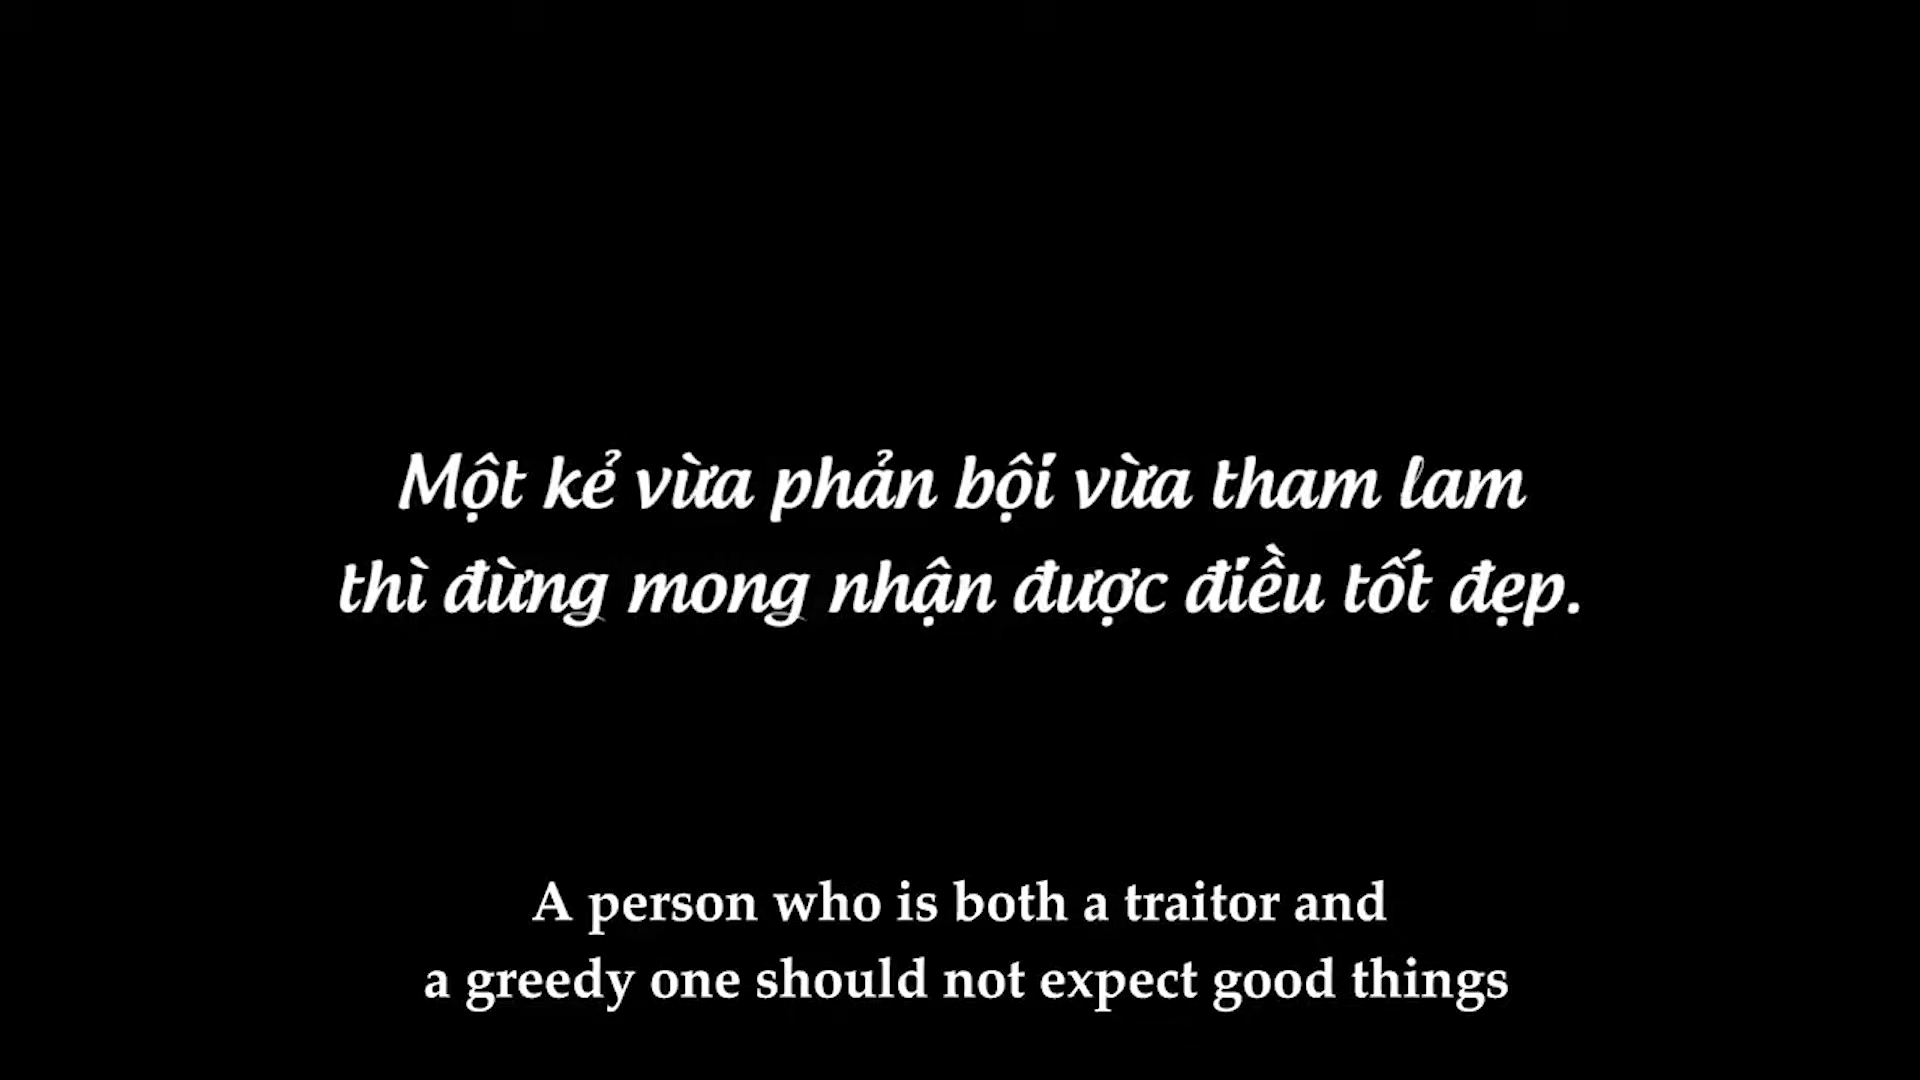 Một kẻ vừa phản bội vừa tham lam
thì đừng mong nhận được điều tốt đẹp.
A person who is both a traitor and
a greedy one should not expect good things